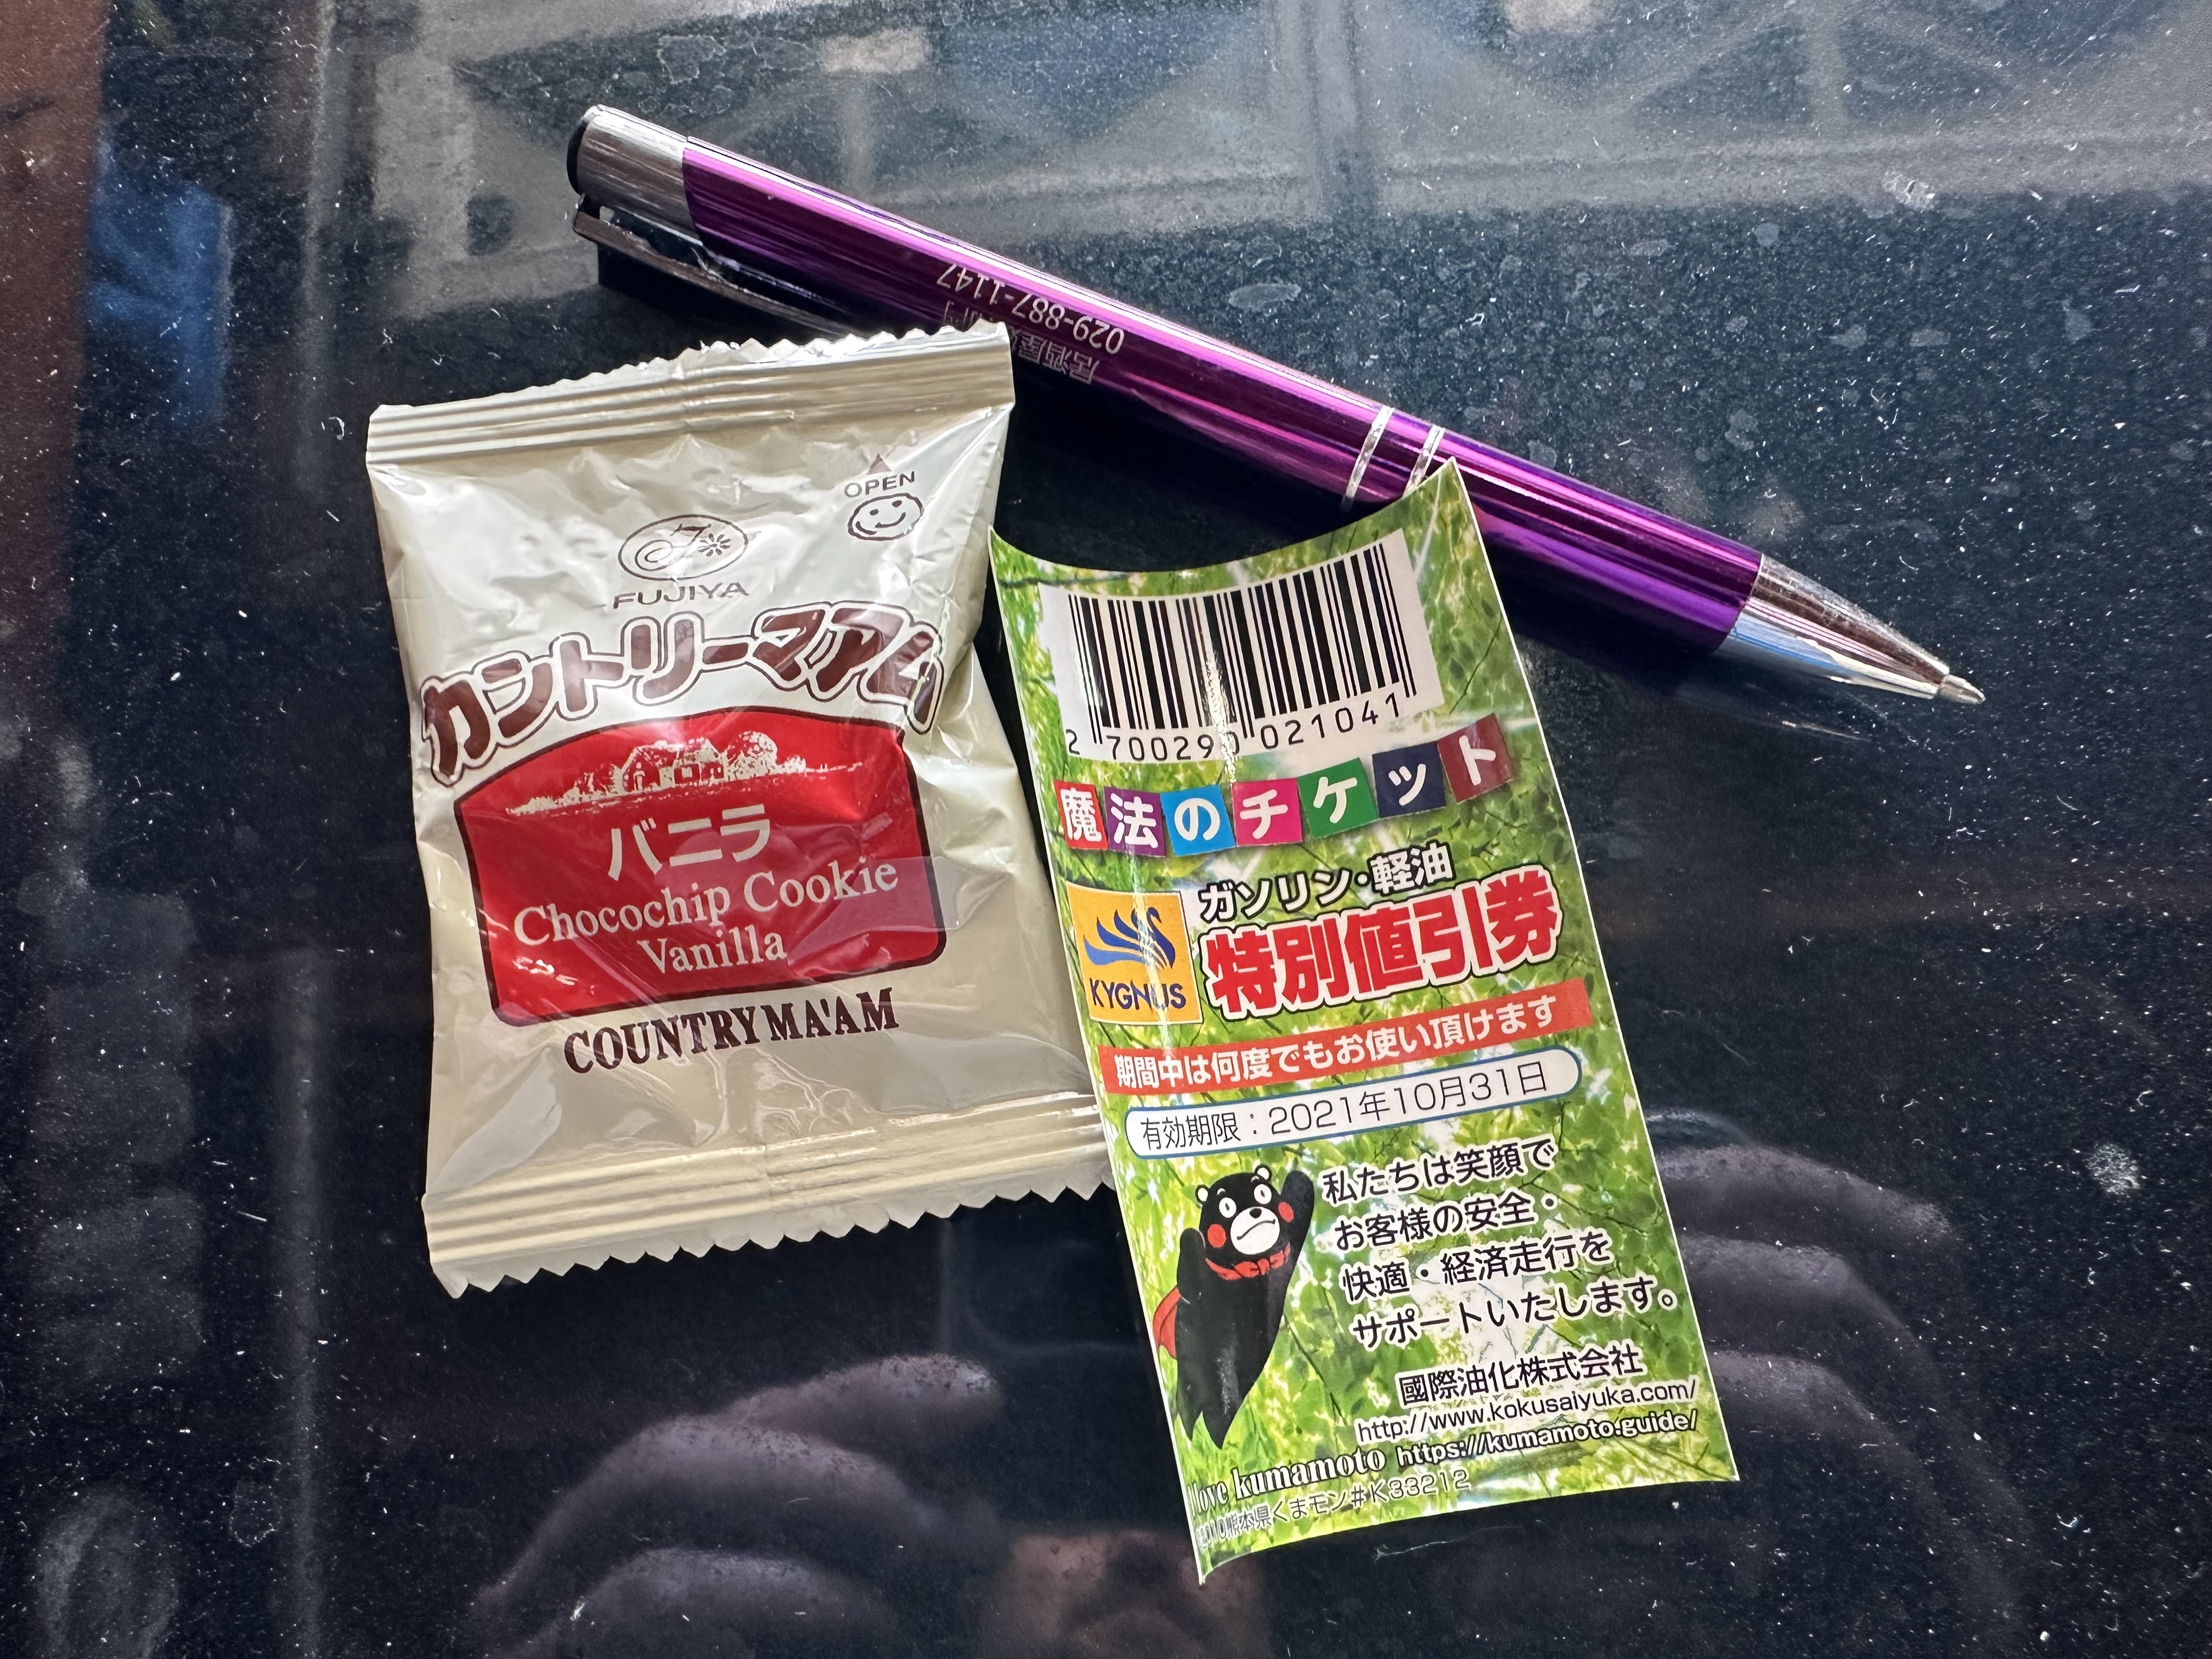 029-887-1147
居酒屋
OPEN
FUJIYA
カントリーマアム
バニラ
Chocochip Cookie
Vanilla
COUNTRY MA'AM
2 700290 021041
魔法のチケット
ガソリン・軽油
KYGNUS
特別値引券
期間中は何度でもお使い頂けます
有効期限：2021年10月31日
私たちは笑顔で
お客様の安全・
快適・経済走行を
サポートいたします。
國際油化株式会社
http://www.kokusaiyuka.com/
love kumamoto https://kumamoto.guide/
熊本県くまモン#K33212